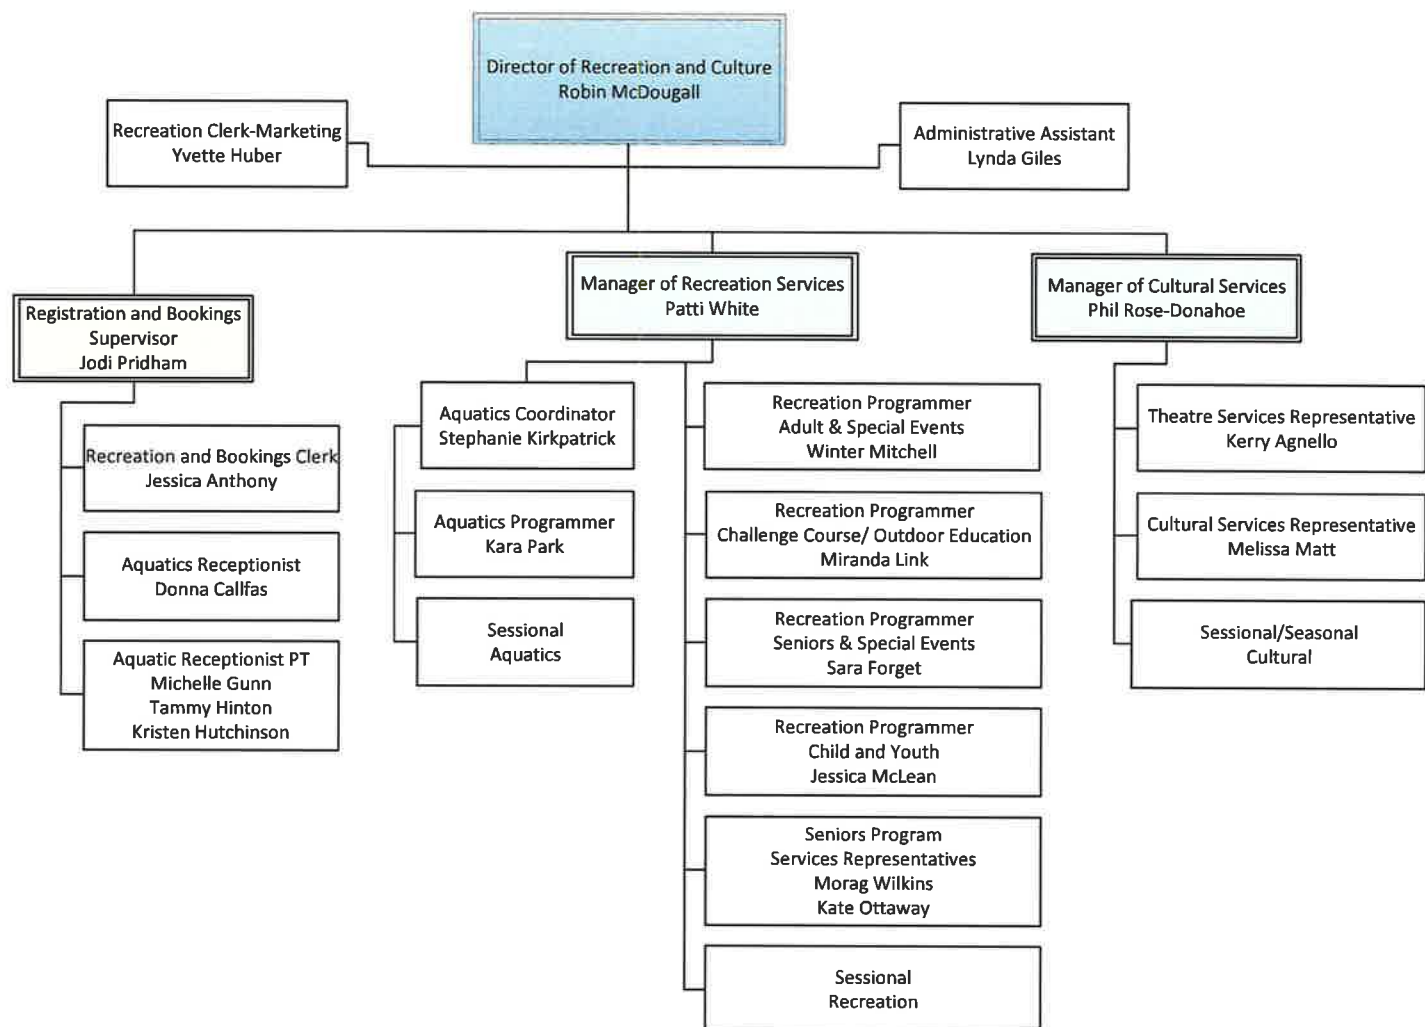 Director of Recreation and Culture
Robin McDougall
Recreation Clerk-Marketing
Yvette Huber
Administrative Assistant
Lynda Giles
Registration and Bookings
Supervisor
Jodi Pridham
Manager of Recreation Services
Patti White
Manager of Cultural Services
Phil Rose-Donahoe
Recreation and Bookings Clerk
Jessica Anthony
Aquatics Receptionist
Donna Callfas
Aquatic Receptionist PT
Michelle Gunn
Tammy Hinton
Kristen Hutchinson
Aquatics Coordinator
Stephanie Kirkpatrick
Aquatics Programmer
Kara Park
Sessional
Aquatics
Recreation Programmer
Adult & Special Events
Winter Mitchell
Recreation Programmer
Challenge Course/ Outdoor Education
Miranda Link
Recreation Programmer
Seniors & Special Events
Sara Forget
Recreation Programmer
Child and Youth
Jessica McLean
Seniors Program
Services Representatives
Morag Wilkins
Kate Ottaway
Sessional
Recreation
Theatre Services Representative
Kerry Agnello
Cultural Services Representative
Melissa Matt
Sessional/Seasonal
Cultural